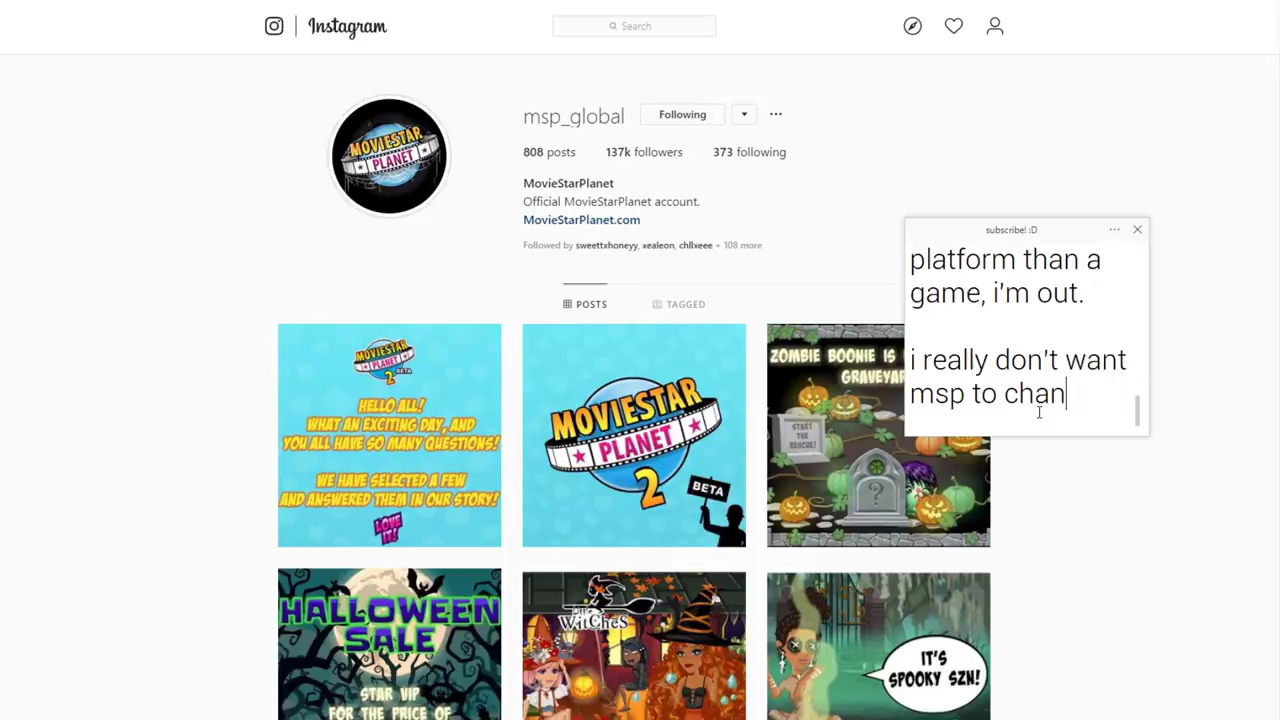 Instagram
Search
msp_global
Following
808 posts 137k followers 373 following
MovieStarPlanet
Official MovieStarPlanet account.
MovieStarPlanet.com
Followed by sweettxhoneyy, xealeon, chllxeee • 108 more
POSTS
TAGGED
subscribe! :D
platform than a
game, i'm out.
i really don't want
msp to chan
MOVIESTAR
PLANET
MOVIESTAR
PLANET
2 BETA
HELLO ALL!
WHAT AN EXCITING DAY, AND
YOU ALL HAVE SO MANY QUESTIONS!
WE HAVE SELECTED A FEW
AND ANSWERED THEM IN OUR STORY!
LOVE
IT!
MOVIESTAR
PLANET
2
BETA
ZOMBIE BOONIE IS
GRAVEYAR
START
THE
RESCUE!
?
HALLOWEEN
SALE
STAR VIP
FOR THE PRICE OF
WITCHES
IT'S
SPOOKY SZN!